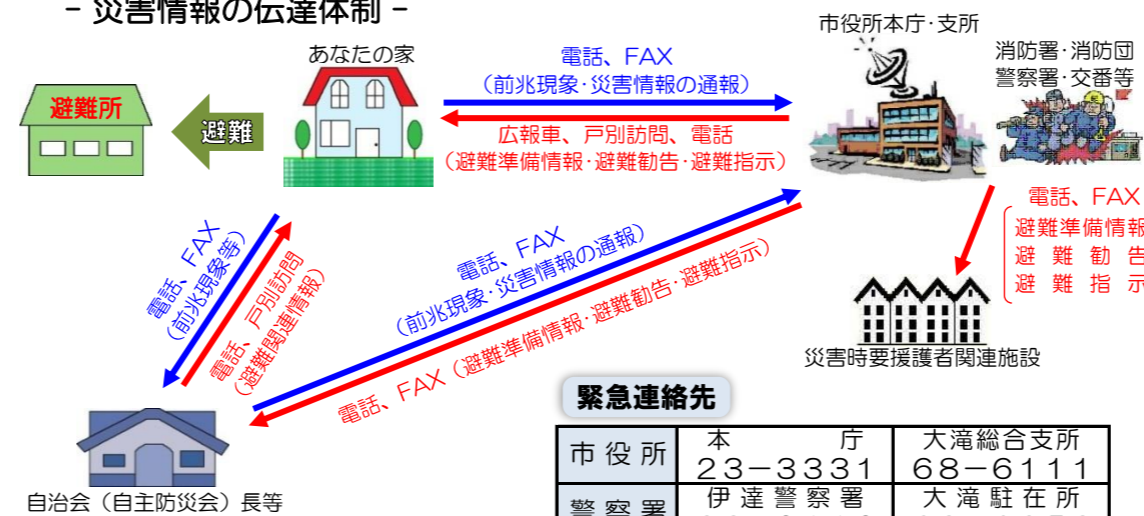 - 災害情報の伝達体制 -
市役所本庁・支所
あなたの家
消防署・消防団
警察署・交番等
電話、FAX
(前兆現象・災害情報の通報)
避難所
避難
広報車、戸別訪問、電話
(避難準備情報・避難勧告・避難指示)
電話、FAX
避難準備情報
避難勧告
避難指示
電話、FAX
(前兆現象等)
電話、戸別訪問
(避難関連情報)
電話、FAX
(前兆現象・災害情報の通報)
電話、FAX(避難準備情報・避難勧告・避難指示)
災害時要援護者関連施設
緊急連絡先
市役所 本庁 大滝総合支所
23-3331 68-6111
警察署 伊達警察署 大滝駐在所
自治会(自主防災会)長等